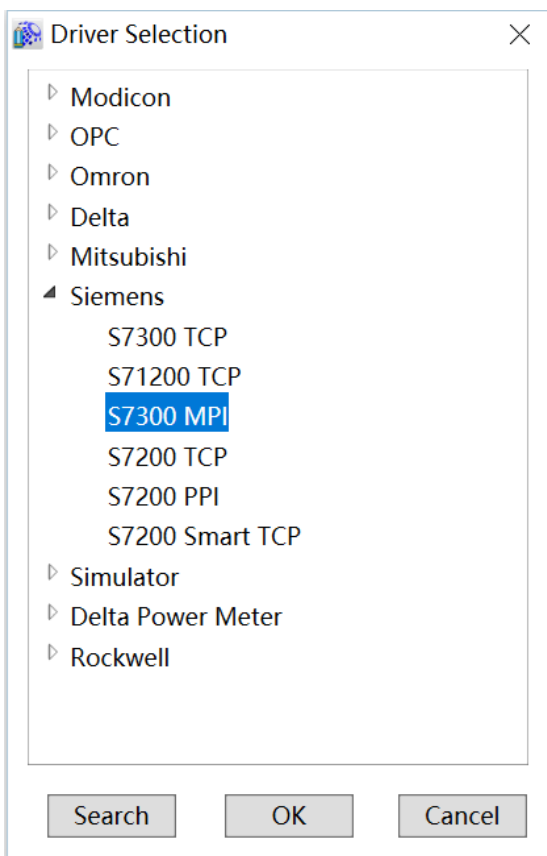 Driver Selection
Modicon
OPC
Omron
Delta
Mitsubishi
Siemens
S7300 TCP
S71200 TCP
S7300 MPI
S7200 TCP
S7200 PPI
S7200 Smart TCP
Simulator
Delta Power Meter
Rockwell
Search OK Cancel